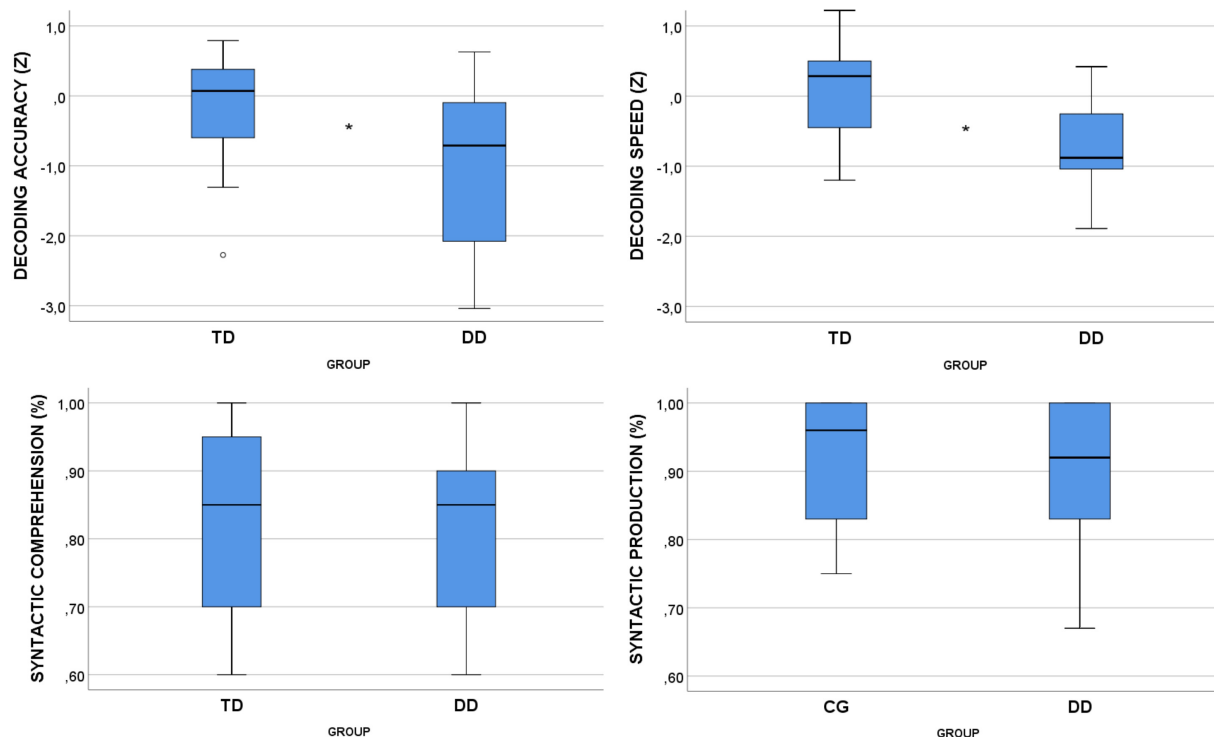 DECODING ACCURACY (Z)
1,0
,0
-1,0
-2,0
-3,0
*
TD DD
GROUP
DECODING SPEED (Z)
1,0
,0
-1,0
-2,0
-3,0
*
TD DD
GROUP
SYNTACTIC COMPREHENSION (%)
1,00
,90
,80
,70
,60
TD DD
GROUP
SYNTACTIC PRODUCTION (%)
1,00
,90
,80
,70
,60
CG DD
GROUP